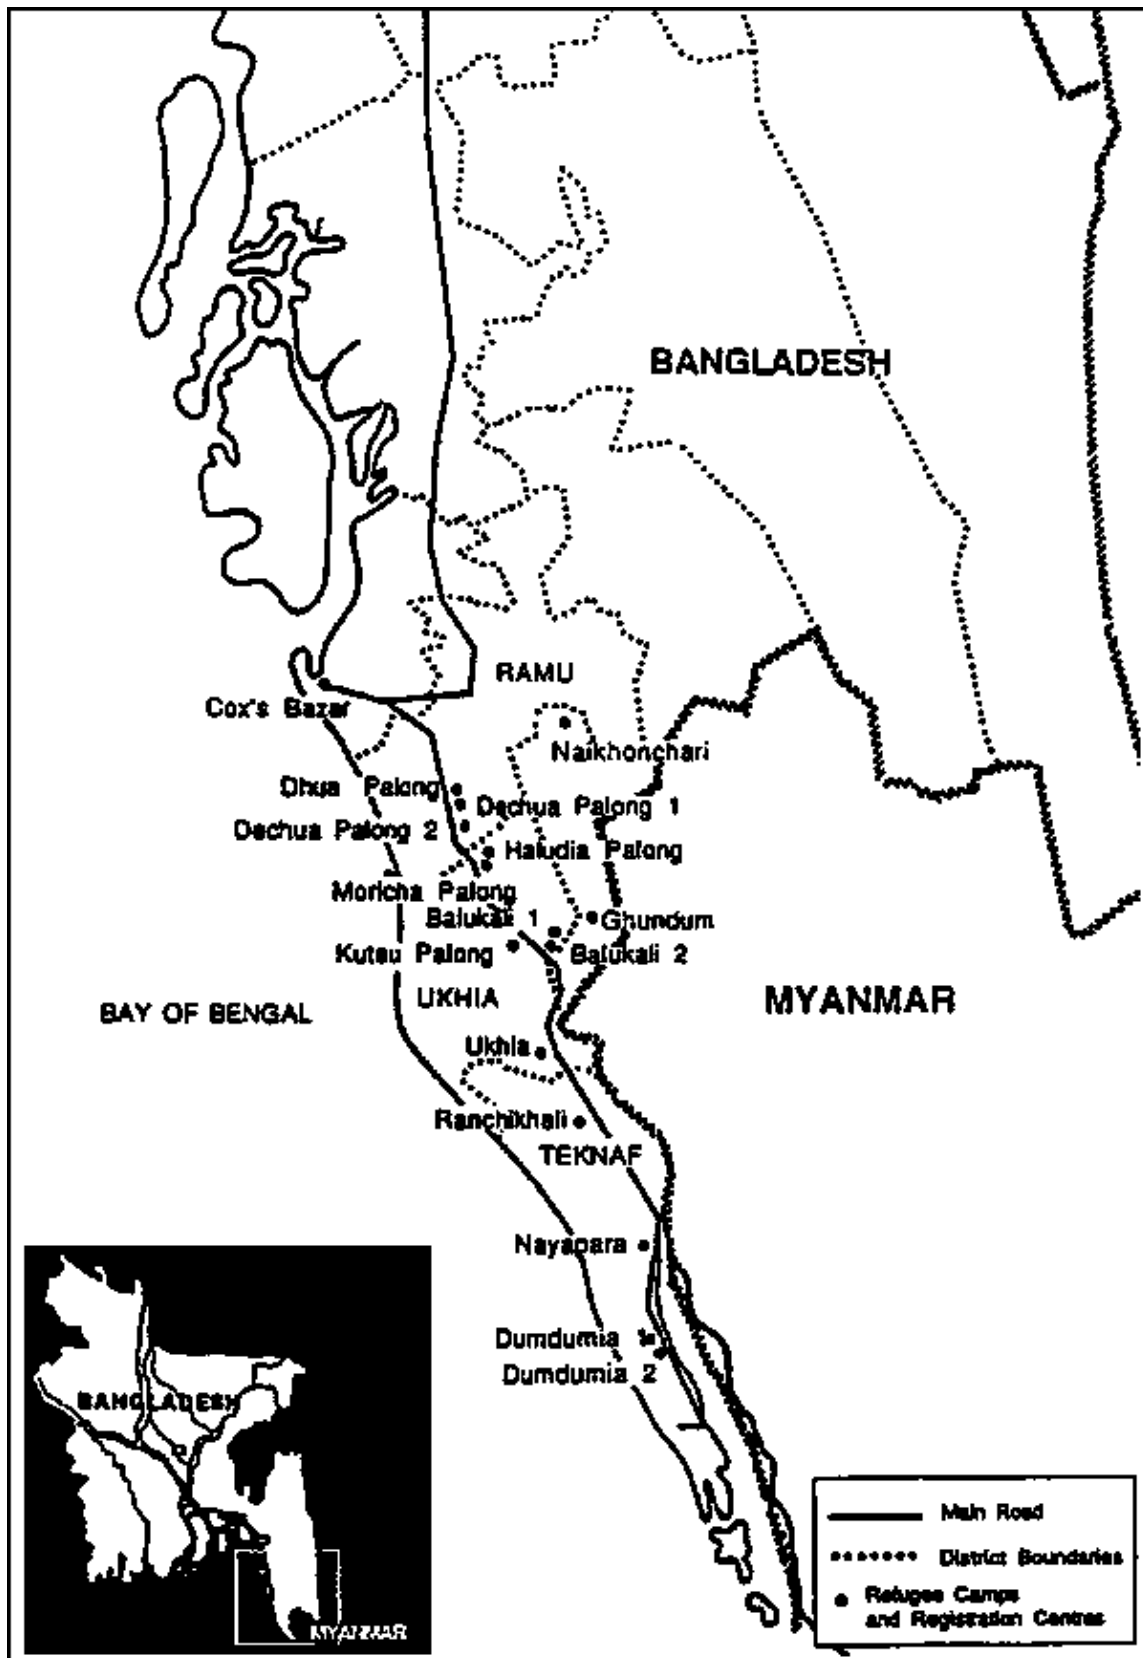 BANGLADESH
RAMU
Cox's Bazar
Naikhonchari
Dhua Palong
Dechua Palong 1
Dechua Palong 2
Haludia Palong
Moricha Palong
Balukali 1
Ghundum
Kutau Palong
Balukali 2
UKHIA
MYANMAR
BAY OF BENGAL
Ukhia
Ranchikhali
TEKNAF
Nayapara
Dumdumia 1
Dumdumia 2
BANGLADESH
MYANMAR
Main Road
District Boundaries
Refugee Camps
and Registration Centres